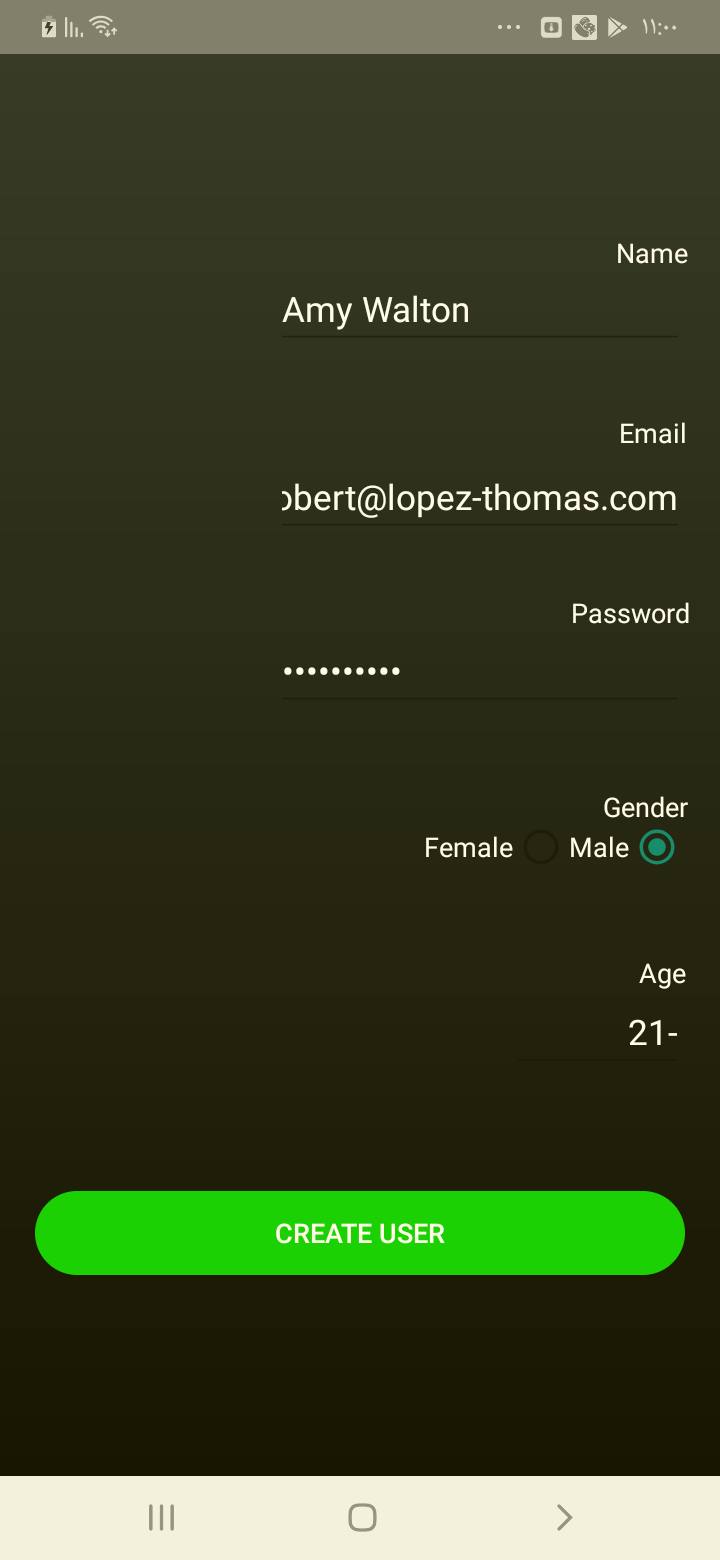 ١١:٠٠
Name
Amy Walton
Email
obert@lopez-thomas.com
Password
••••••••••
Gender
Female Male
Age
21-
CREATE USER